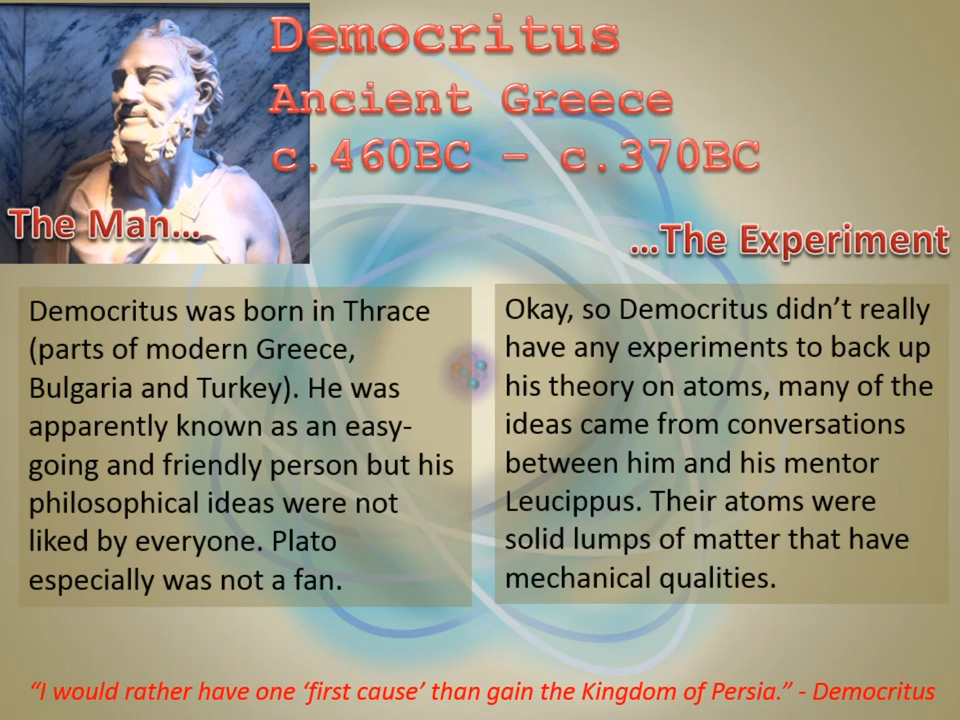 Democritus
Ancient Greece
c.460BC – c.370BC
The Man…
…The Experiment
Democritus was born in Thrace
(parts of modern Greece,
Bulgaria and Turkey). He was
apparently known as an easy-
going and friendly person but his
philosophical ideas were not
liked by everyone. Plato
especially was not a fan.
Okay, so Democritus didn’t really
have any experiments to back up
his theory on atoms, many of the
ideas came from conversations
between him and his mentor
Leucippus. Their atoms were
solid lumps of matter that have
mechanical qualities.
“I would rather have one ‘first cause’ than gain the Kingdom of Persia.” - Democritus